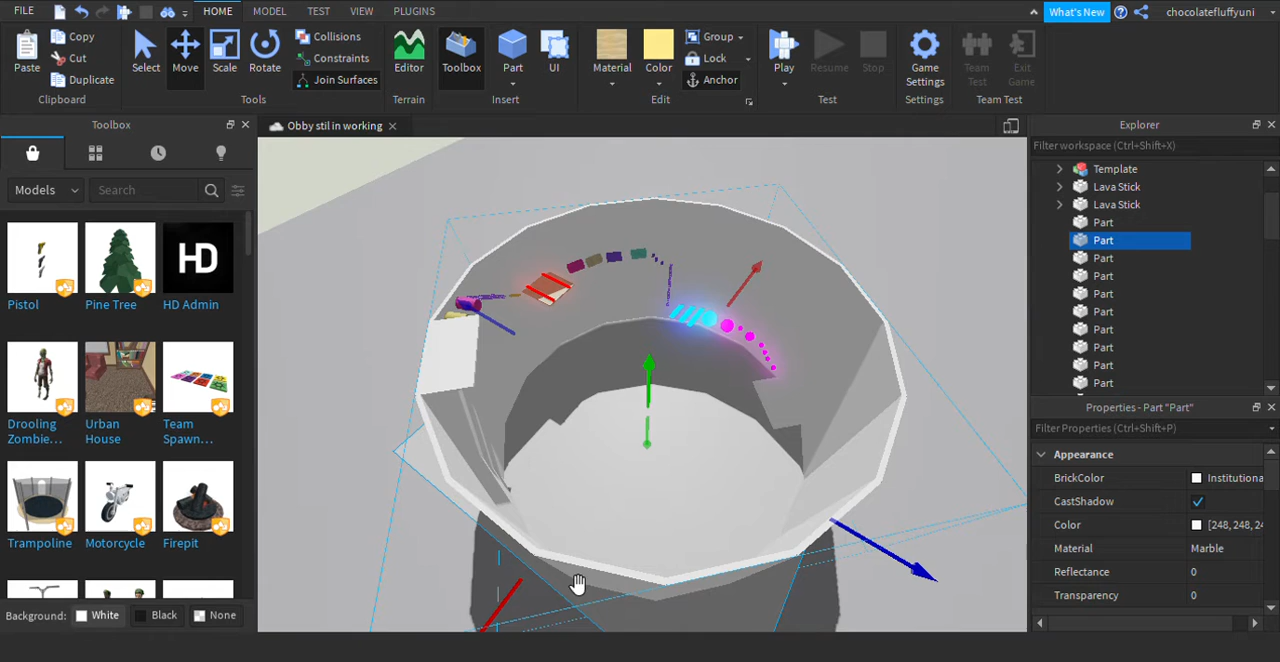 FILE HOME MODEL TEST VIEW PLUGINS What's New chocolatefluffyuni
Paste Copy Cut Duplicate Select Move Scale Rotate Collisions Constraints Join Surfaces Editor Toolbox Part UI Material Color Group Lock Anchor Play Resume Stop Game Settings Team Test Exit Game
Clipboard Tools Terrain Insert Edit Test Settings Team Test
Toolbox
Obby stil in working
Explorer
Filter workspace (Ctrl+Shift+X)
Models Search
Template
Lava Stick
Lava Stick
Part
Part
Part
Part
Part
Part
Part
Part
Part
Part
HD
Pistol Pine Tree HD Admin
Drooling Zombie... Urban House Team Spawn...
Trampoline Motorcycle Firepit
Background: White Black None
Properties - Part "Part"
Filter Properties (Ctrl+Shift+P)
Appearance
BrickColor Institutiona
CastShadow
Color [248, 248, 24
Material Marble
Reflectance 0
Transparency 0